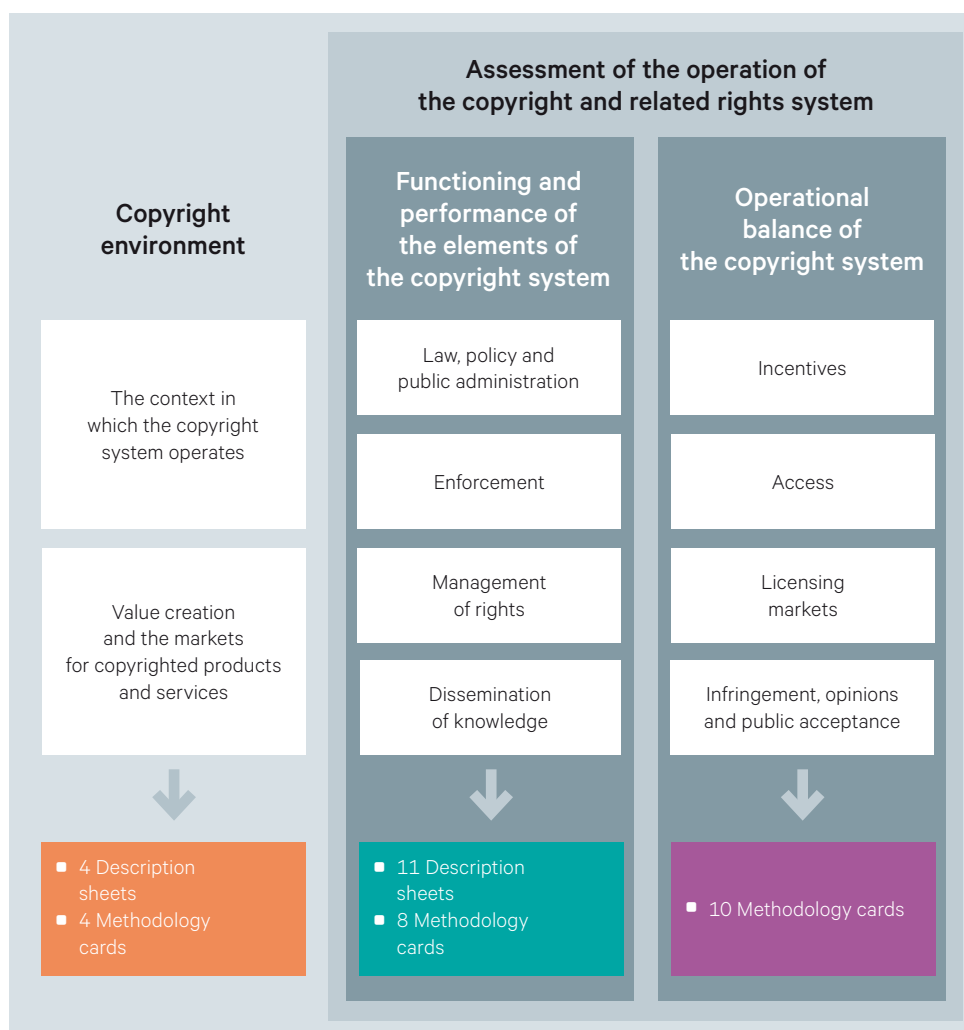 Assessment of the operation of
the copyright and related rights system
Copyright
environment
The context in
which the copyright
system operates
Value creation
and the markets
for copyrighted products
and services
4 Description
sheets
4 Methodology
cards
Functioning and
performance of
the elements of
the copyright system
Law, policy and
public administration
Enforcement
Management
of rights
Dissemination
of knowledge
11 Description
sheets
8 Methodology
cards
Operational
balance of
the copyright system
Incentives
Access
Licensing
markets
Infringement, opinions
and public acceptance
10 Methodology cards